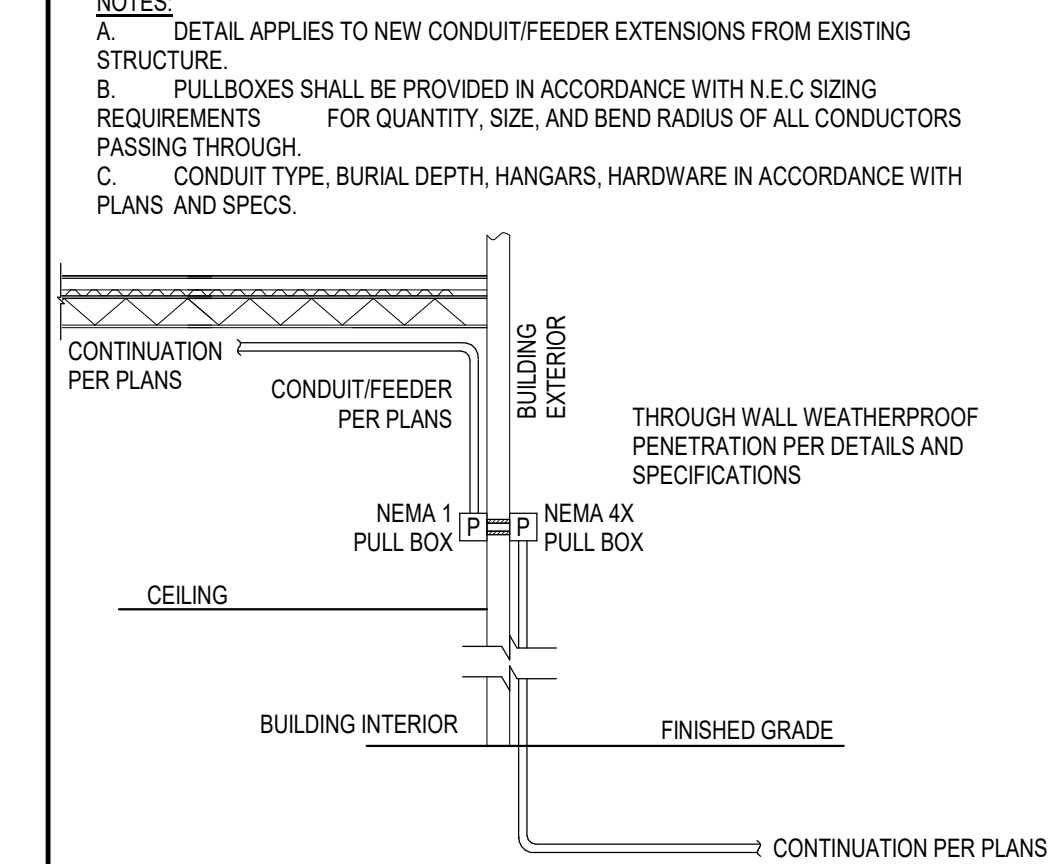 NOTES:
A. DETAIL APPLIES TO NEW CONDUIT/FEEDER EXTENSIONS FROM EXISTING
STRUCTURE.
B. PULLBOXES SHALL BE PROVIDED IN ACCORDANCE WITH N.E.C SIZING
REQUIREMENTS FOR QUANTITY, SIZE, AND BEND RADIUS OF ALL CONDUCTORS
PASSING THROUGH.
C. CONDUIT TYPE, BURIAL DEPTH, HANGARS, HARDWARE IN ACCORDANCE WITH
PLANS AND SPECS.
CONTINUATION
PER PLANS
CONDUIT/FEEDER
PER PLANS
BUILDING
EXTERIOR
THROUGH WALL WEATHERPROOF
PENETRATION PER DETAILS AND
SPECIFICATIONS
NEMA 1
PULL BOX
P
P
NEMA 4X
PULL BOX
CEILING
BUILDING INTERIOR
FINISHED GRADE
CONTINUATION PER PLANS